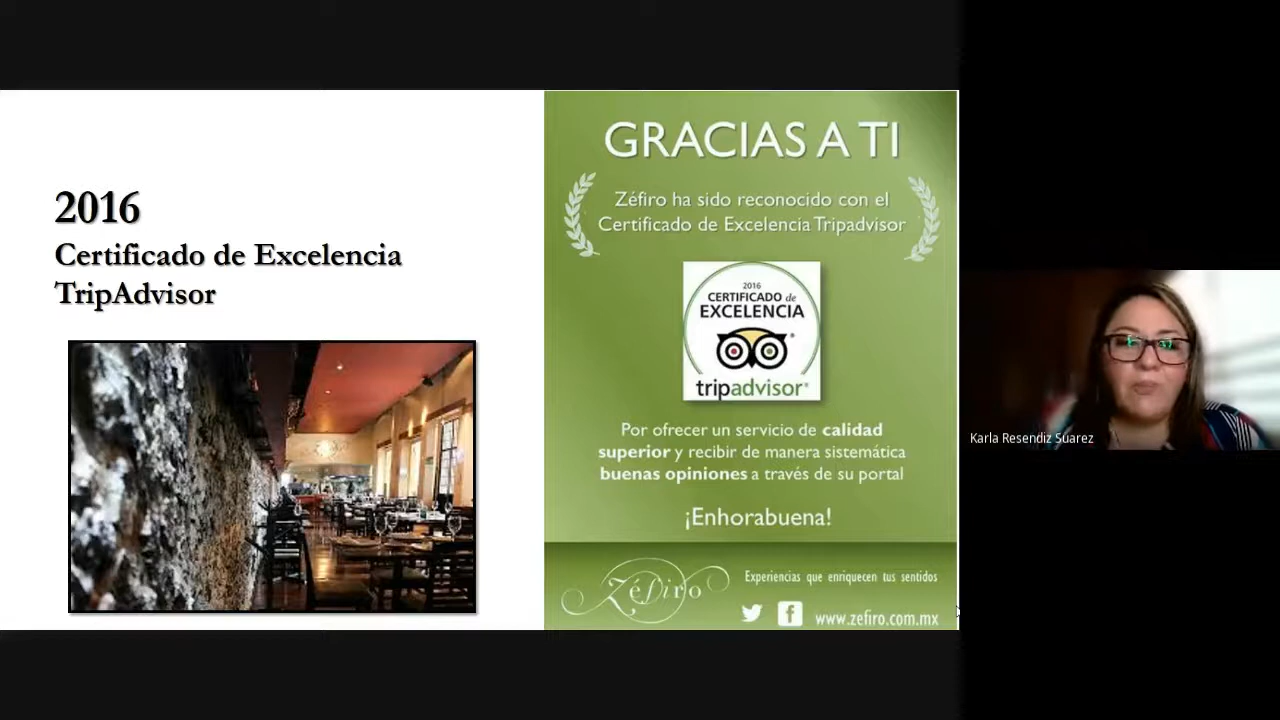 2016
Certificado de Excelencia
TripAdvisor
GRACIAS A TI
Zéfiro ha sido reconocido con el
Certificado de Excelencia Tripadvisor
2016
CERTIFICADO de
EXCELENCIA
tripadvisor®
Por ofrecer un servicio de calidad
superior y recibir de manera sistemática
buenas opiniones a través de su portal
¡Enhorabuena!
Zéfiro
Experiencias que enriquecen tus sentidos
www.zefiro.com.mx
Karla Resendiz Suarez